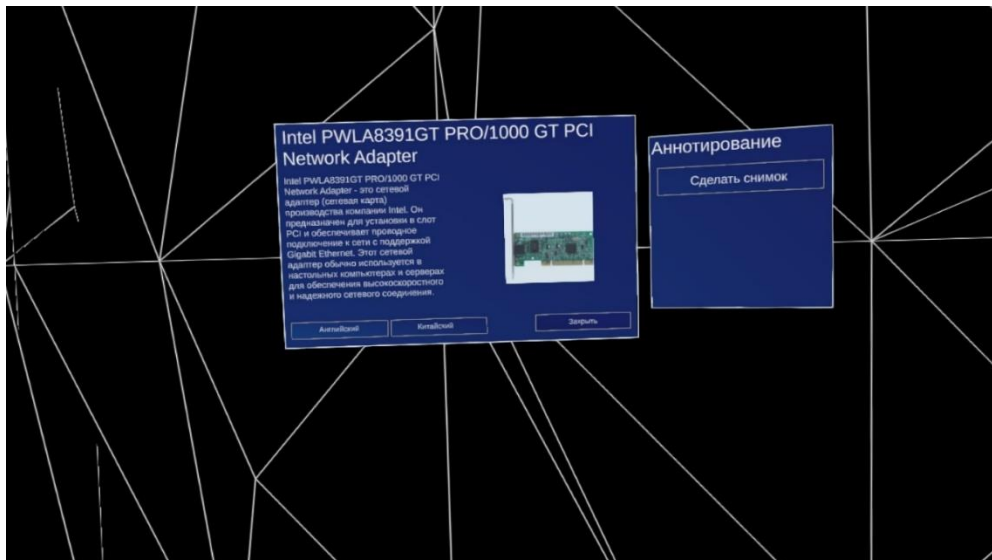 Intel PWLA8391GT PRO/1000 GT PCI
Network Adapter
Intel PWLA8391GT PRO/1000 GT PCI
Network Adapter - это сетевой
адаптер (сетевая карта)
производства компании Intel. Он
предназначен для установки в слот
PCI и обеспечивает проводное
подключение к сети с поддержкой
Gigabit Ethernet. Этот сетевой
адаптер обычно используется в
настольных компьютерах и серверах
для обеспечения высокоскоростного
и надежного сетевого соединения.
Английский
Китайский
Закрыть
Аннотирование
Сделать снимок